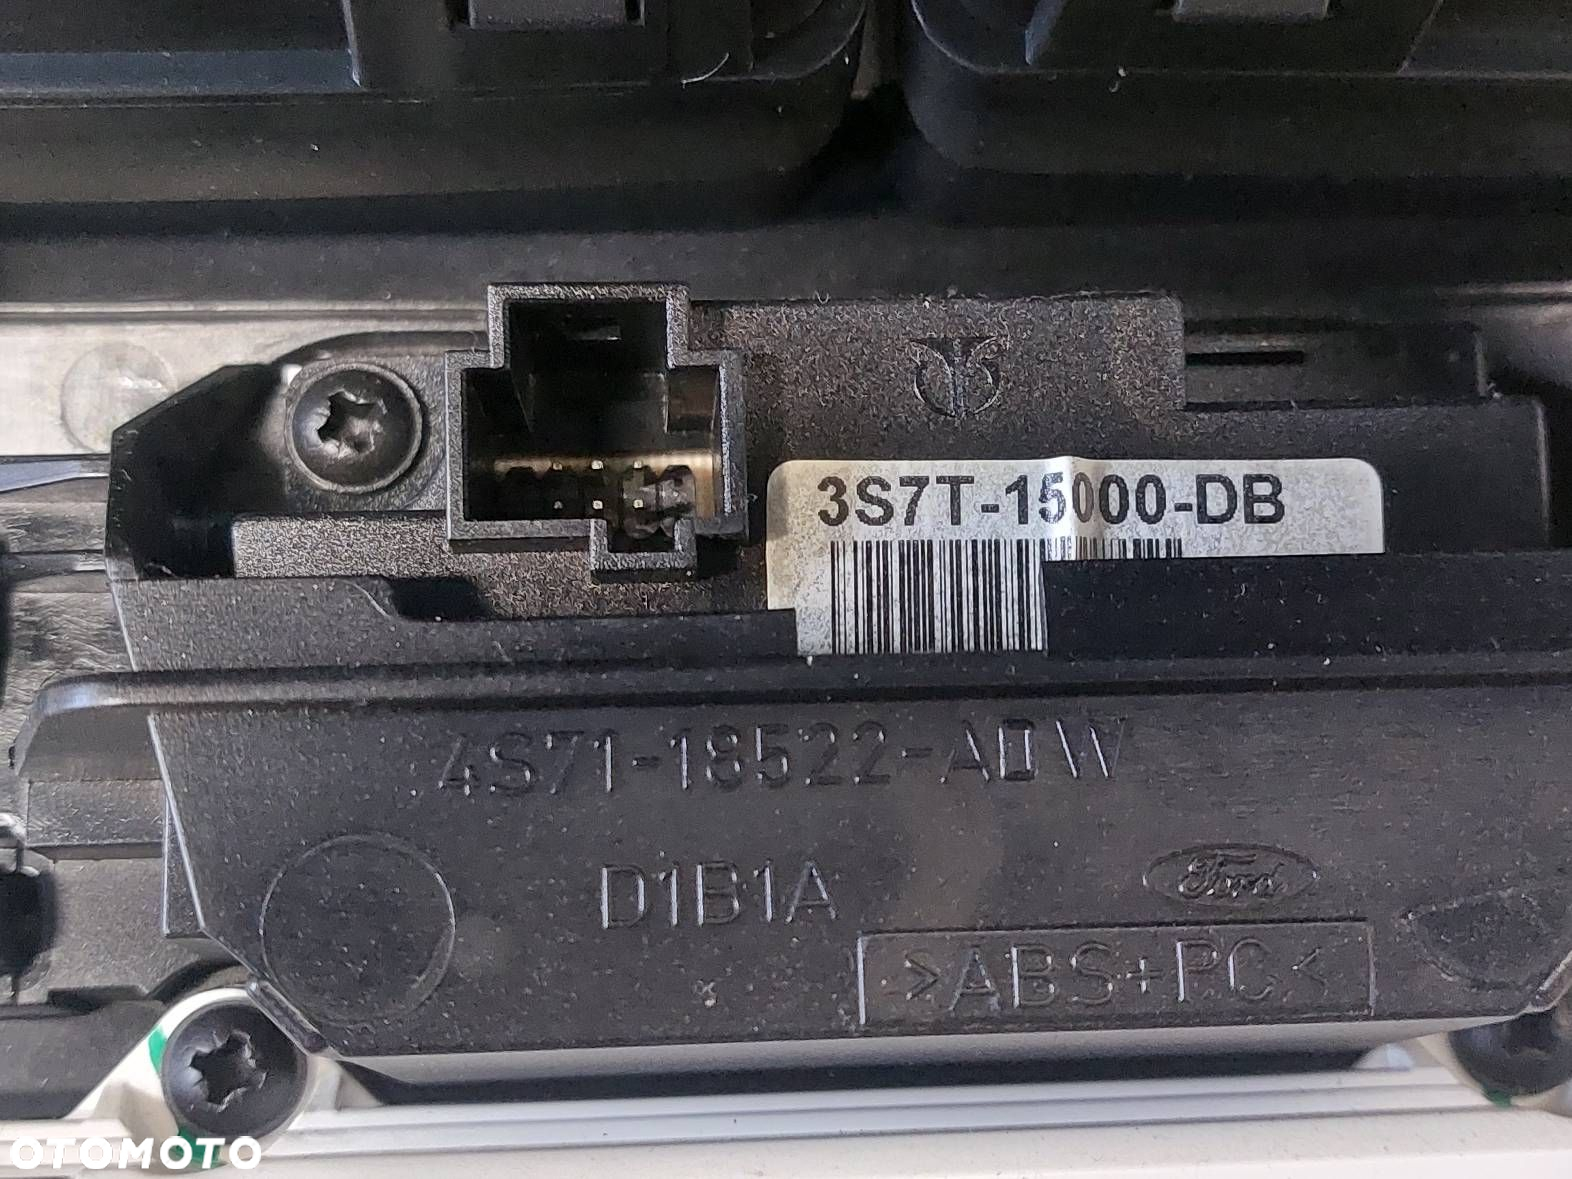 3S7T-15000-DB
4S71-18522-ADW
D1B1A
Ford
>ABS+PC<
OTOMOTO